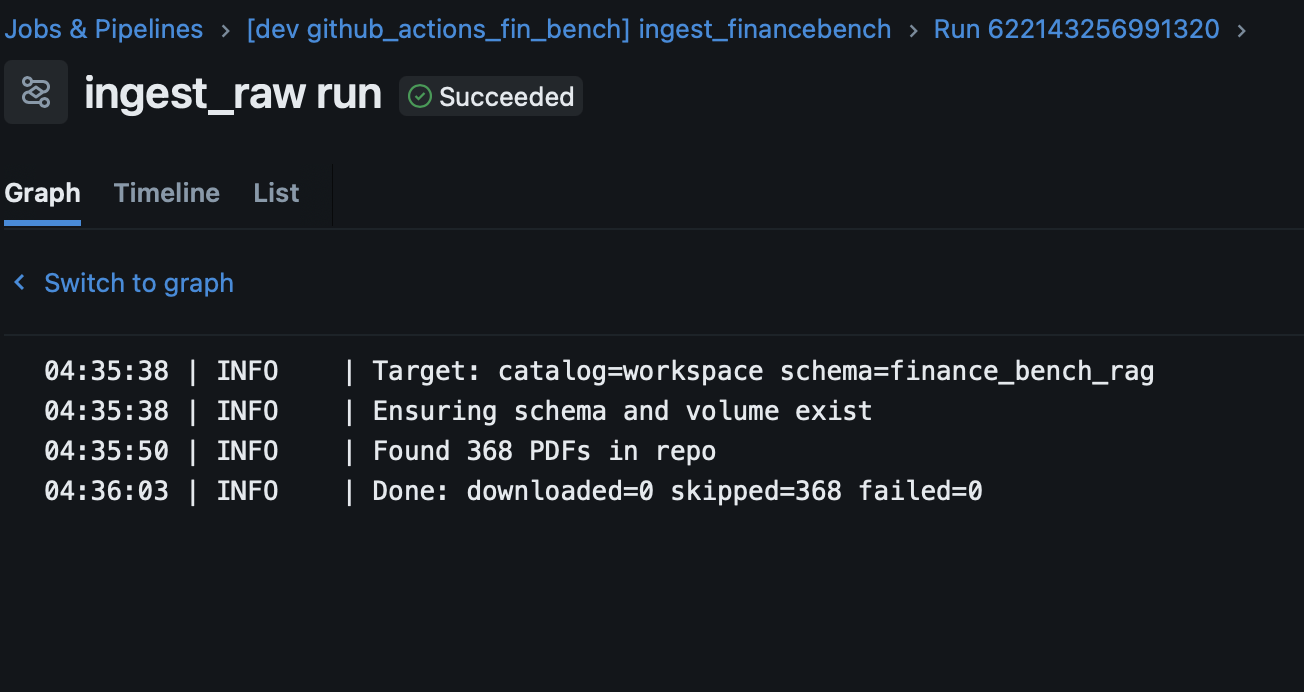 Jobs & Pipelines › [dev github_actions_fin_bench] ingest_financebench › Run 622143256991320 ›
ingest_raw run Succeeded
Graph Timeline List
‹ Switch to graph
04:35:38 | INFO     | Target: catalog=workspace schema=finance_bench_rag
04:35:38 | INFO     | Ensuring schema and volume exist
04:35:50 | INFO     | Found 368 PDFs in repo
04:36:03 | INFO     | Done: downloaded=0 skipped=368 failed=0